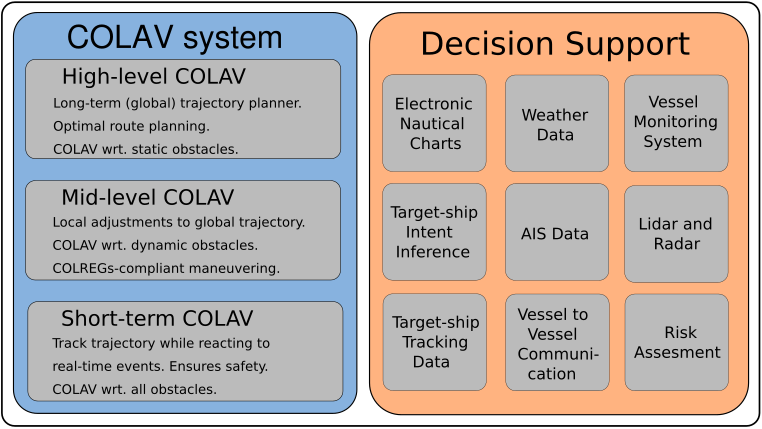 COLAV system
High-level COLAV
Long-term (global) trajectory planner.
Optimal route planning.
COLAV wrt. static obstacles.
Mid-level COLAV
Local adjustments to global trajectory.
COLAV wrt. dynamic obstacles.
COLREGs-compliant maneuvering.
Short-term COLAV
Track trajectory while reacting to
real-time events. Ensures safety.
COLAV wrt. all obstacles.
Decision Support
Electronic
Nautical
Charts
Weather
Data
Vessel
Monitoring
System
Target-ship
Intent
Inference
AIS Data
Lidar and
Radar
Target-ship
Tracking
Data
Vessel to
Vessel
Communi-
cation
Risk
Assesment